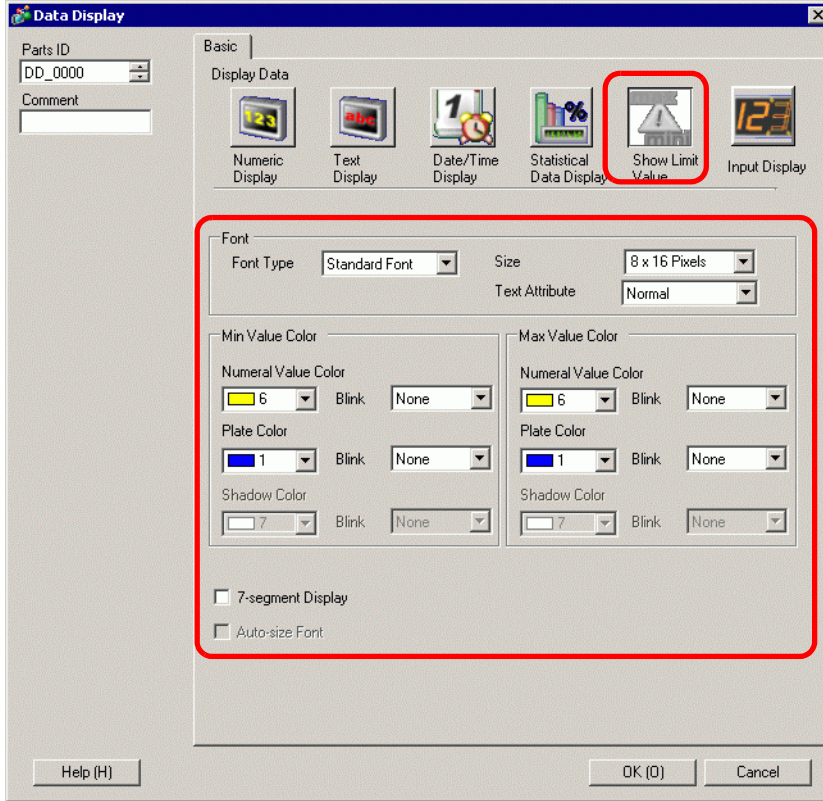 Data Display
Parts ID
DD_0000
Comment
Basic
Display Data
Numeric Display
Text Display
Date/Time Display
Statistical Data Display
Show Limit Value
Input Display
Font
Font Type Standard Font Size 8 x 16 Pixels
Text Attribute Normal
Min Value Color
Numeral Value Color
6 Blink None
Plate Color
1 Blink None
Shadow Color
7 Blink None
Max Value Color
Numeral Value Color
6 Blink None
Plate Color
1 Blink None
Shadow Color
7 Blink None
7-segment Display
Auto-size Font
Help (H) OK (O) Cancel